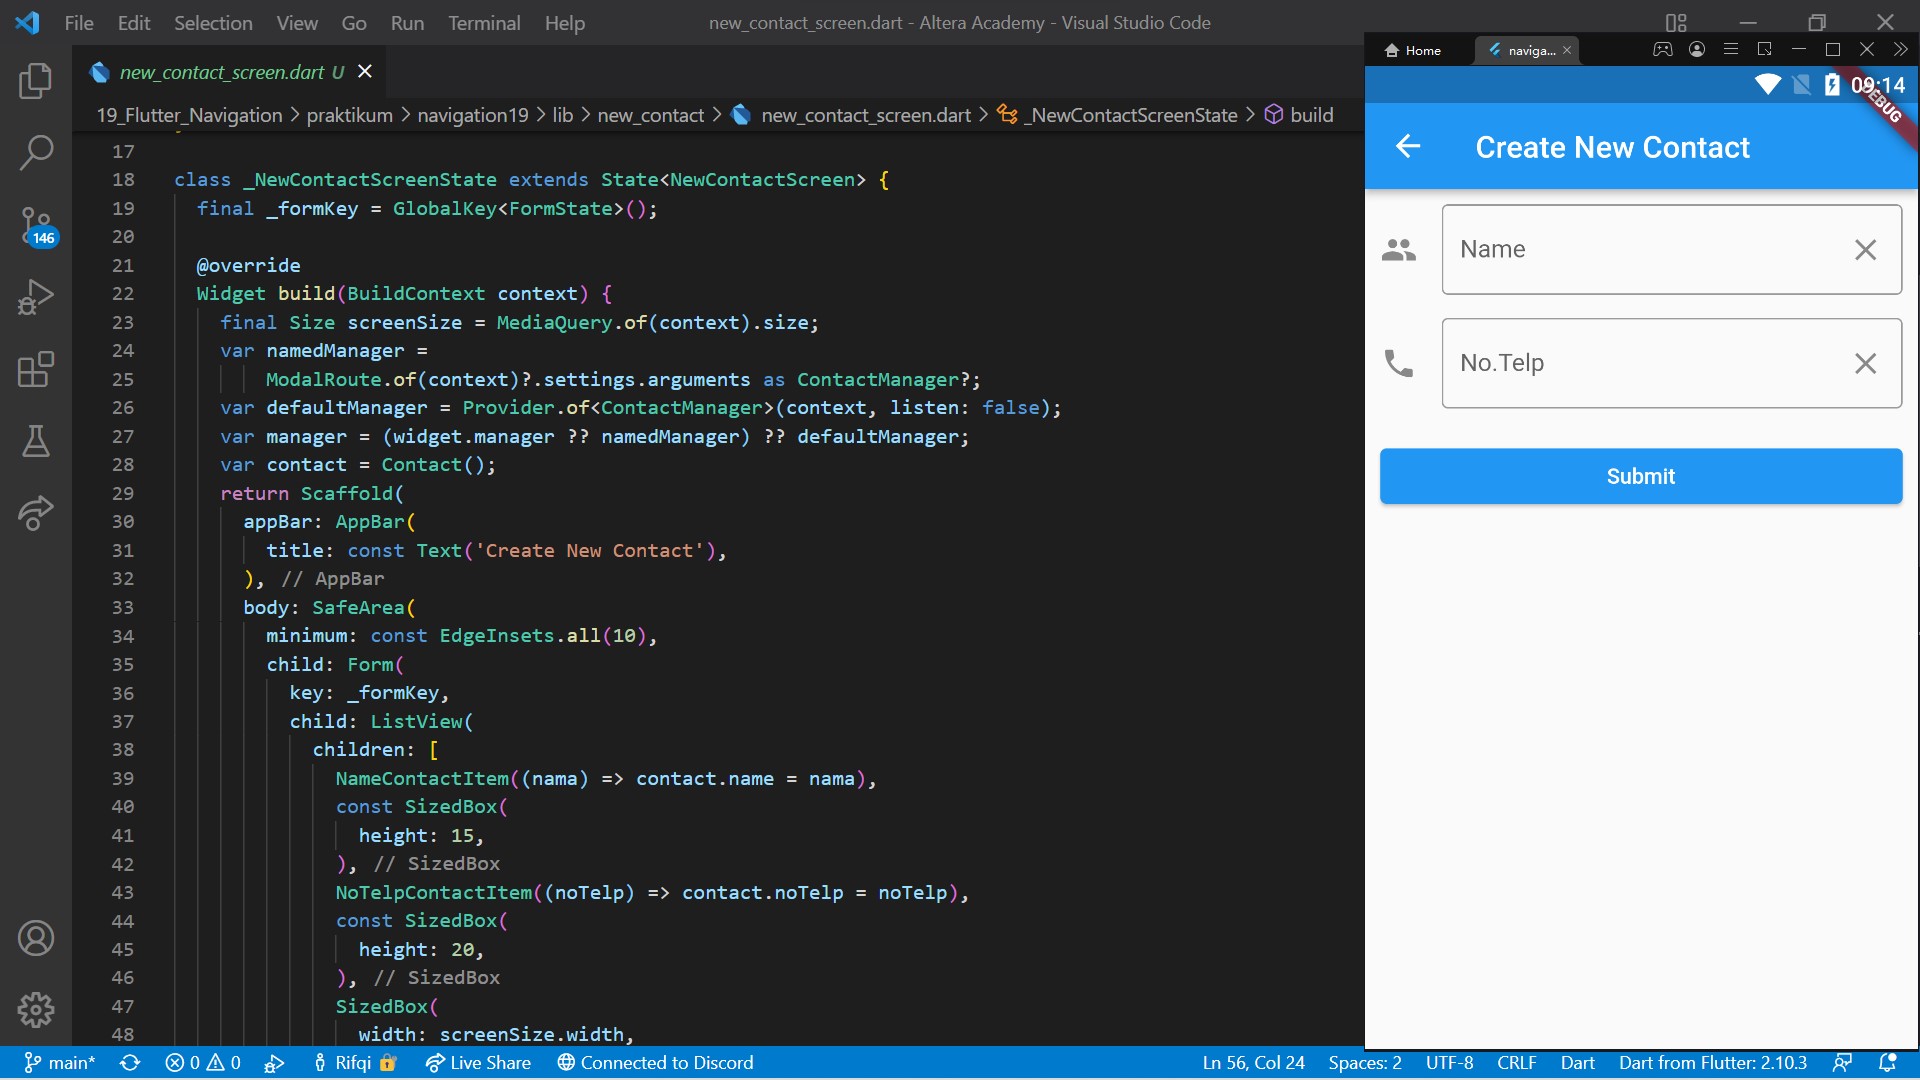 File Edit Selection View Go Run Terminal Help
new_contact_screen.dart - Altera Academy - Visual Studio Code
new_contact_screen.dart U
19_Flutter_Navigation > praktikum > navigation19 > lib > new_contact > new_contact_screen.dart > _NewContactScreenState > build
146
17
18 class _NewContactScreenState extends State<NewContactScreen> {
19 final _formKey = GlobalKey<FormState>();
20
21 @override
22 Widget build(BuildContext context) {
23 final Size screenSize = MediaQuery.of(context).size;
24 var namedManager =
25 ModalRoute.of(context)?.settings.arguments as ContactManager?;
26 var defaultManager = Provider.of<ContactManager>(context, listen: false);
27 var manager = (widget.manager ?? namedManager) ?? defaultManager;
28 var contact = Contact();
29 return Scaffold(
30 appBar: AppBar(
31 title: const Text('Create New Contact'),
32 ), // AppBar
33 body: SafeArea(
34 minimum: const EdgeInsets.all(10),
35 child: Form(
36 key: _formKey,
37 child: ListView(
38 children: [
39 NameContactItem((nama) => contact.name = nama),
40 const SizedBox(
41 height: 15,
42 ), // SizedBox
43 NoTelpContactItem((noTelp) => contact.noTelp = noTelp),
44 const SizedBox(
45 height: 20,
46 ), // SizedBox
47 SizedBox(
48 width: screenSize.width,
Home
naviga...
09:14
DEBUG
Create New Contact
Name
No.Telp
Submit
main* 0 0 Rifqi Live Share Connected to Discord
Ln 56, Col 24 Spaces: 2 UTF-8 CRLF Dart Dart from Flutter: 2.10.3